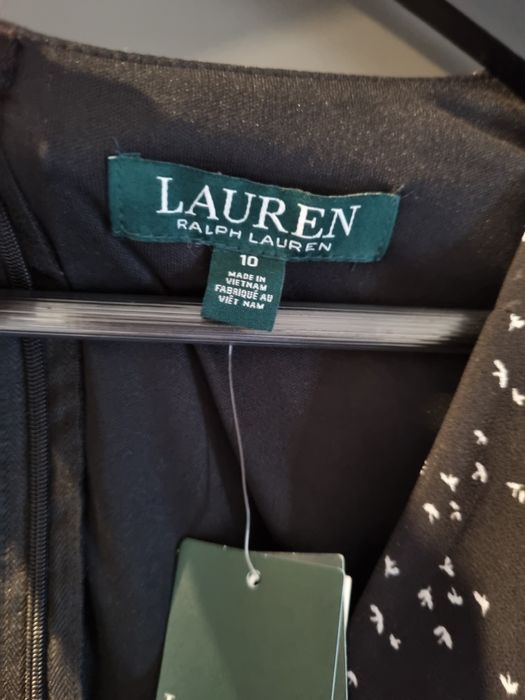 LAUREN
RALPH LAUREN
10
MADE IN
VIETNAM
FABRIQUÉ AU
VIÊT NAM